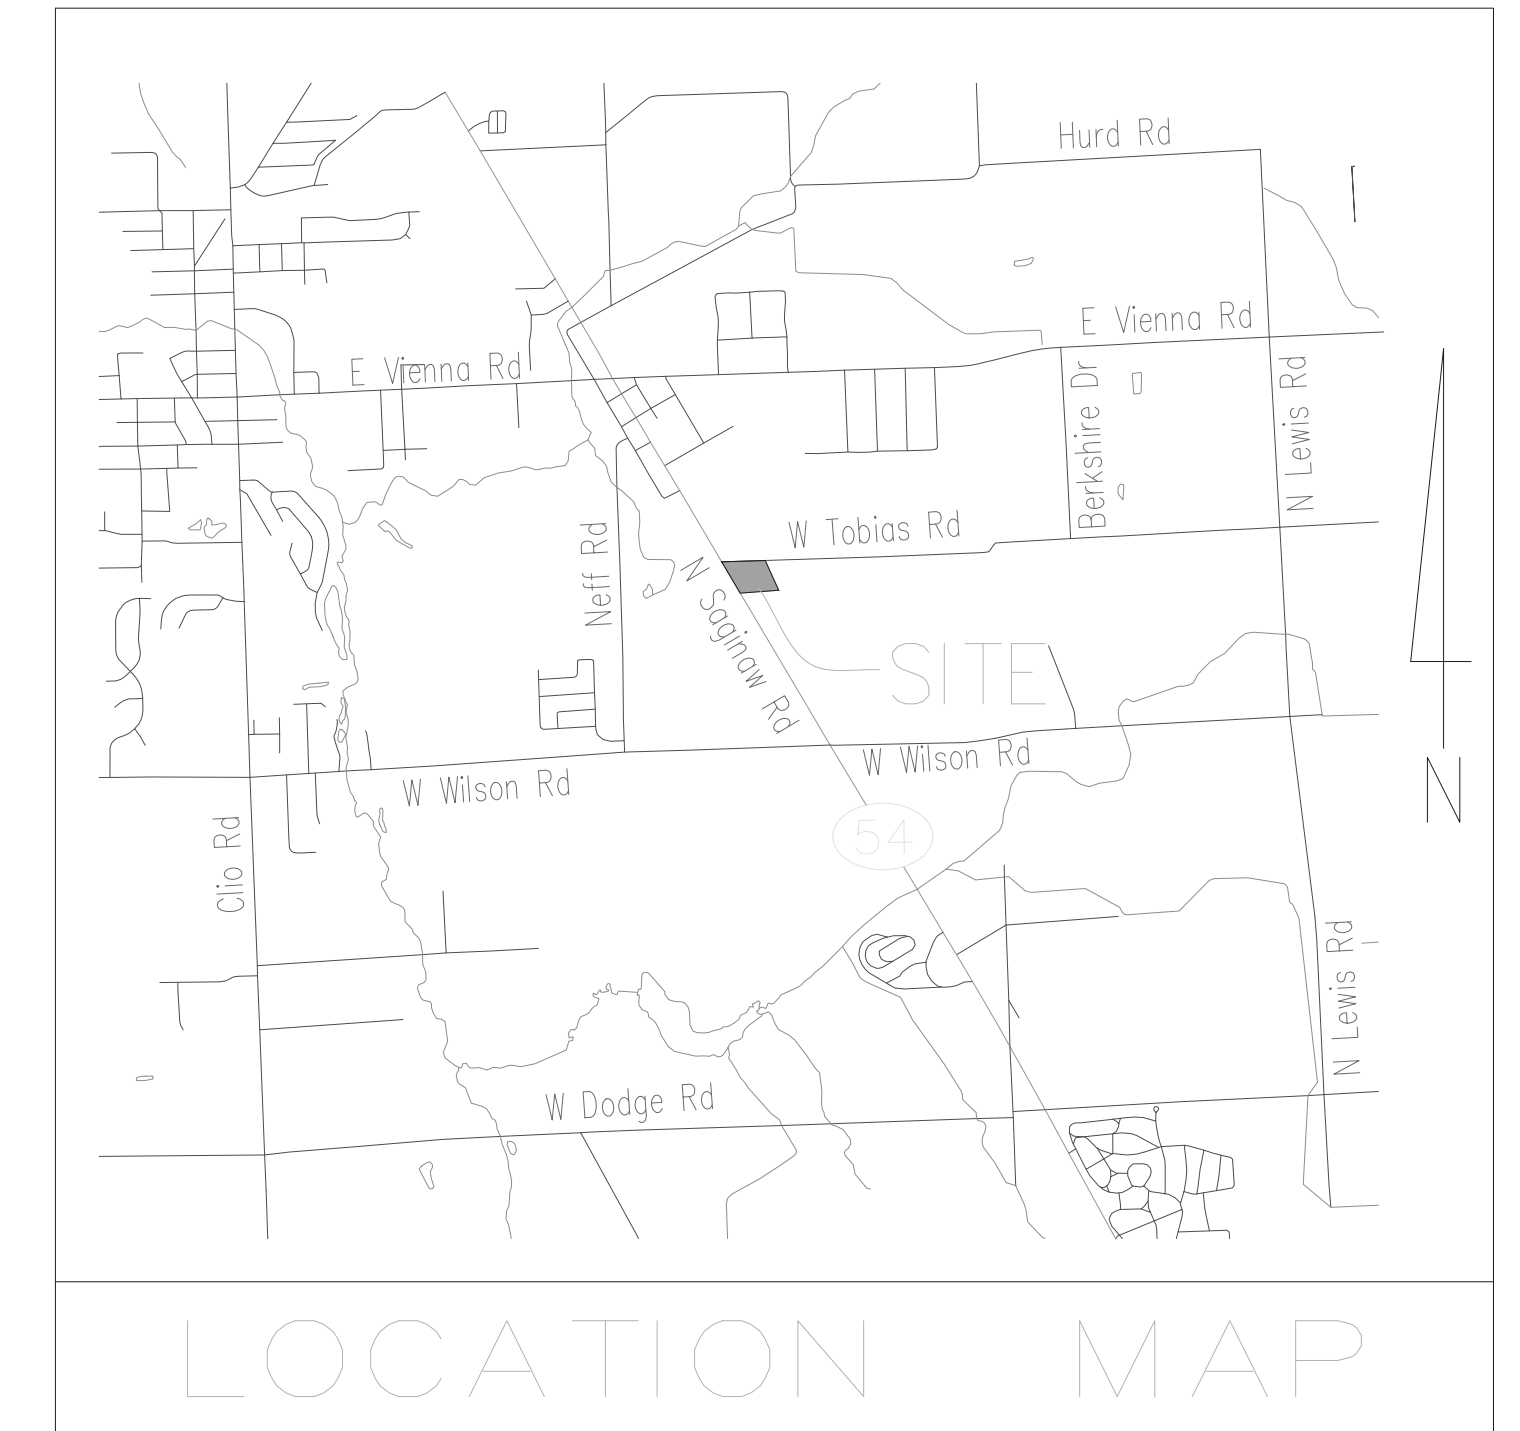 Hurd Rd
E Vienna Rd
E Vienna Rd
Berkshire Dr
N Lewis Rd
W Tobias Rd
Neff Rd
N Saginaw Rd
SITE
W Wilson Rd
W Wilson Rd
N
54
Clio Rd
N Lewis Rd
W Dodge Rd
LOCATION MAP